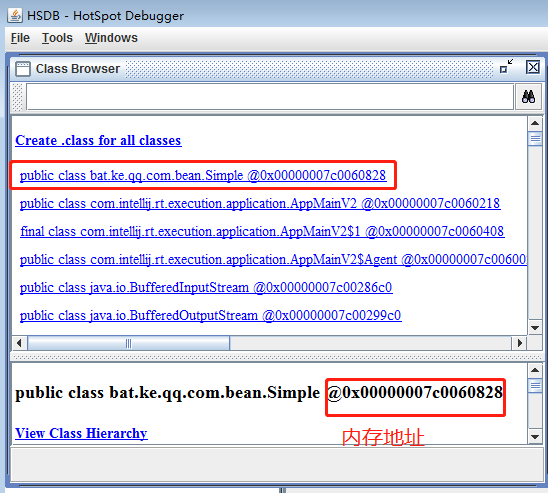 HSDB - HotSpot Debugger
File Tools Windows
Class Browser
Create .class for all classes
public class bat.ke.qq.com.bean.Simple @0x00000007c0060828
public class com.intellij.rt.execution.application.AppMainV2 @0x00000007c0060218
final class com.intellij.rt.execution.application.AppMainV2$1 @0x00000007c0060408
public class com.intellij.rt.execution.application.AppMainV2$Agent @0x00000007c00600
public class java.io.BufferedInputStream @0x00000007c00286c0
public class java.io.BufferedOutputStream @0x00000007c00299c0
public class bat.ke.qq.com.bean.Simple @0x00000007c0060828
内存地址
View Class Hierarchy